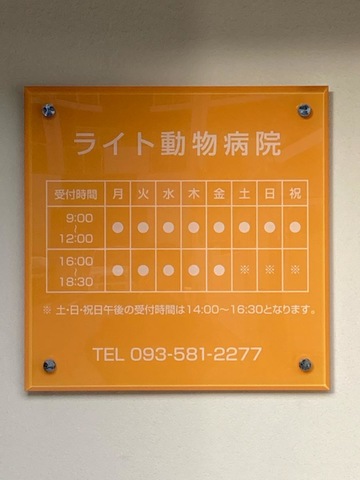 ライト動物病院
受付時間 月 火 水 木 金 土 日 祝
9:00 〜 12:00 ● ● ● ● ● ● ● ●
16:00 〜 18:30 ● ● ● ● ● ※ ※ ※
※ 土・日・祝日午後の受付時間は14:00〜16:30となります。
TEL 093-581-2277